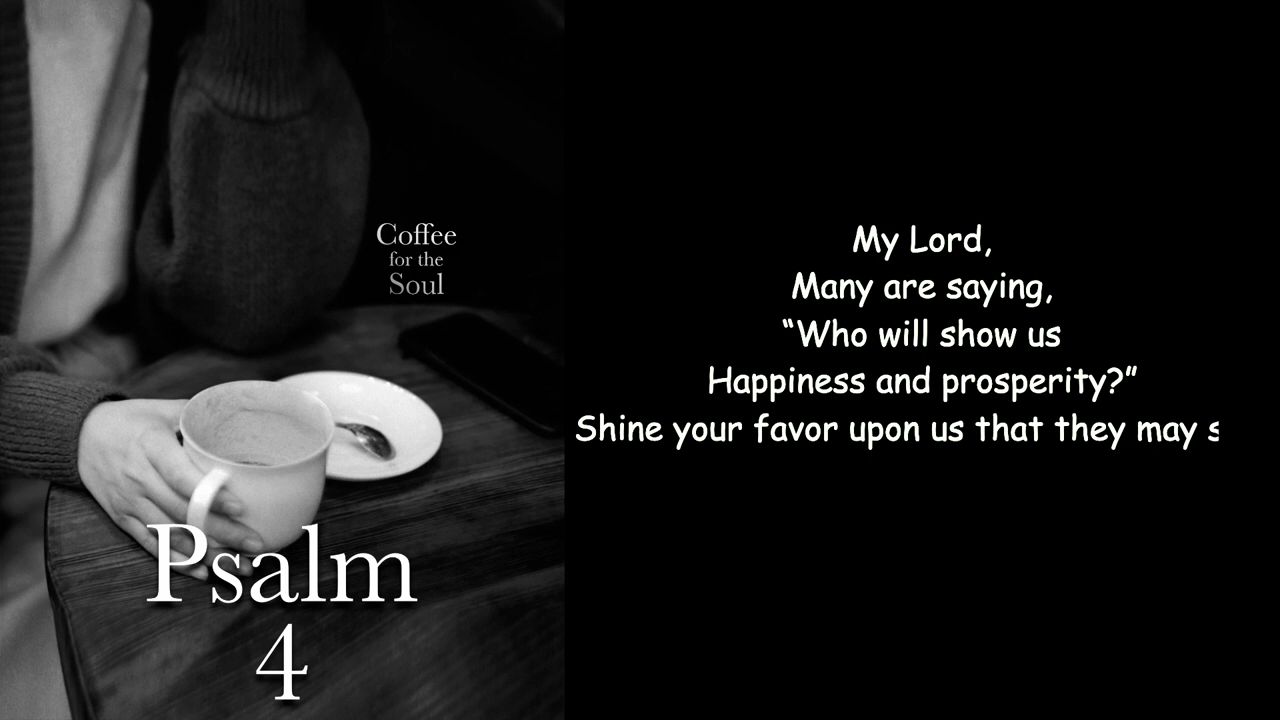 Coffee
for the
Soul
Psalm
4
My Lord,
Many are saying,
“Who will show us
Happiness and prosperity?”
Shine your favor upon us that they may